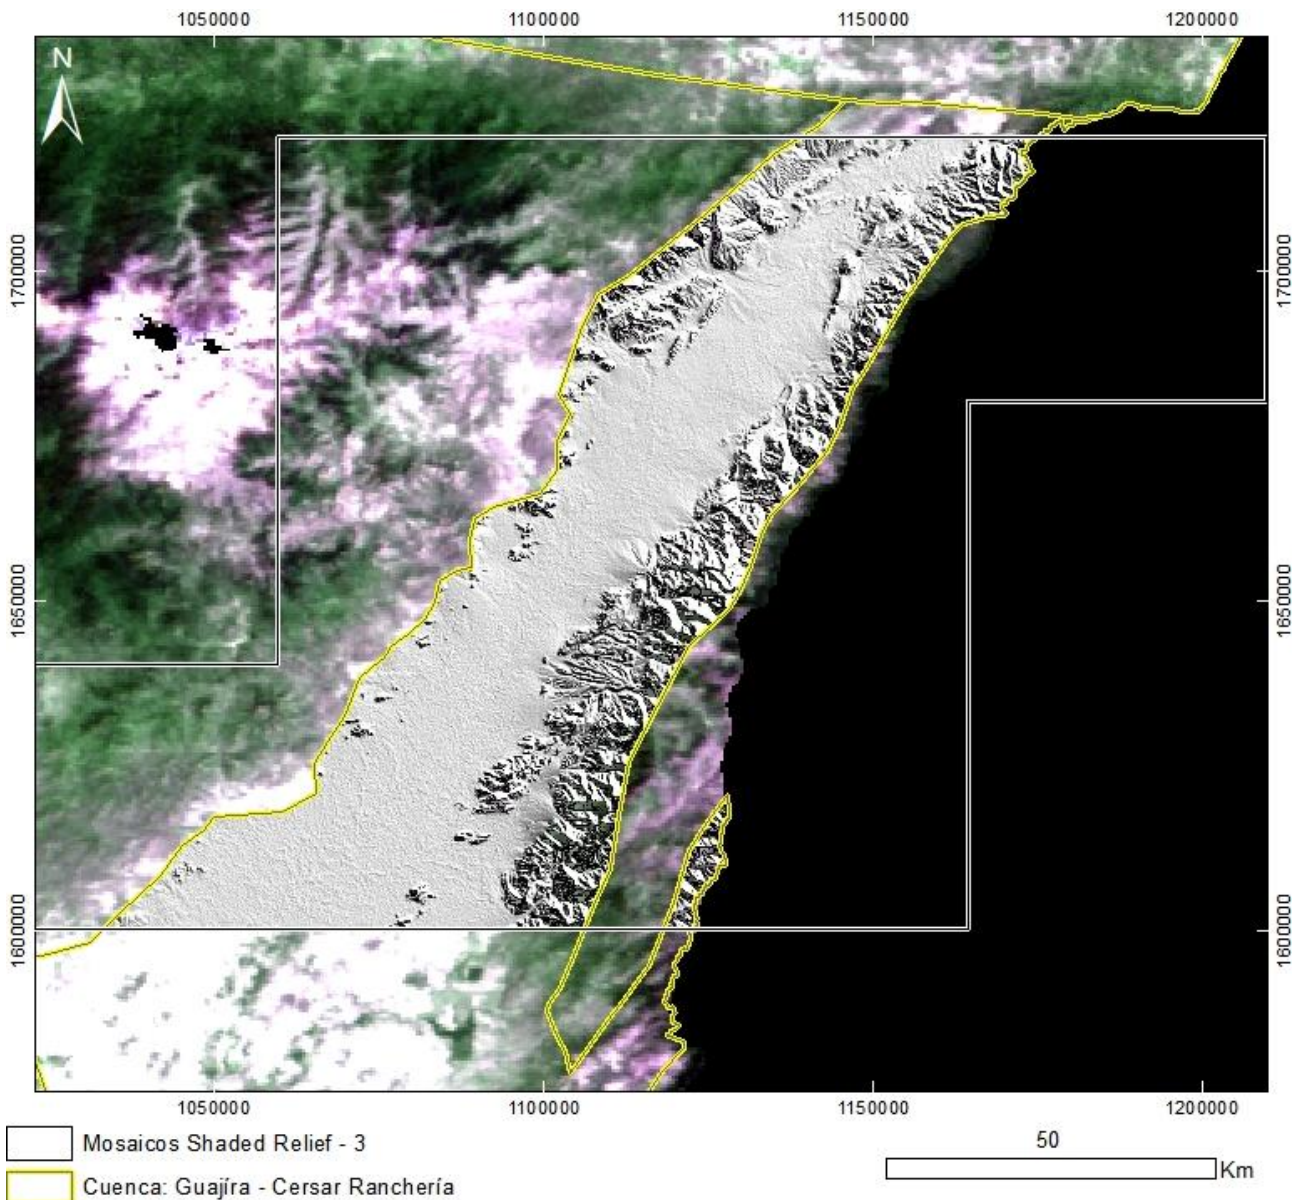 1050000 1100000 1150000 1200000
N
1700000 1700000
1650000 1650000
1600000 1600000
1050000 1100000 1150000 1200000
Mosaicos Shaded Relief - 3
50
Km
Cuenca: Guajíra - Cersar Ranchería